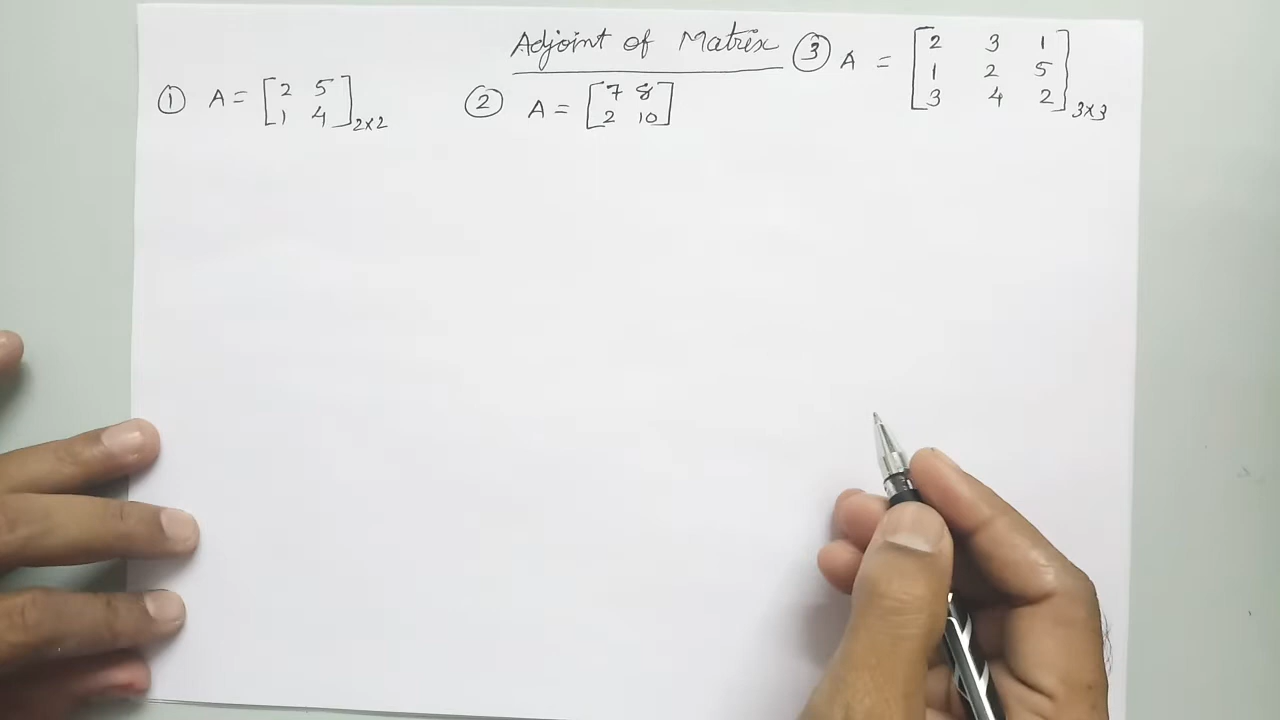 Adjoint of Matrix
① A = [2 5
1 4]2x2
② A = [7 8
2 10]
③ A = [2 3 1
1 2 5
3 4 2]3x3